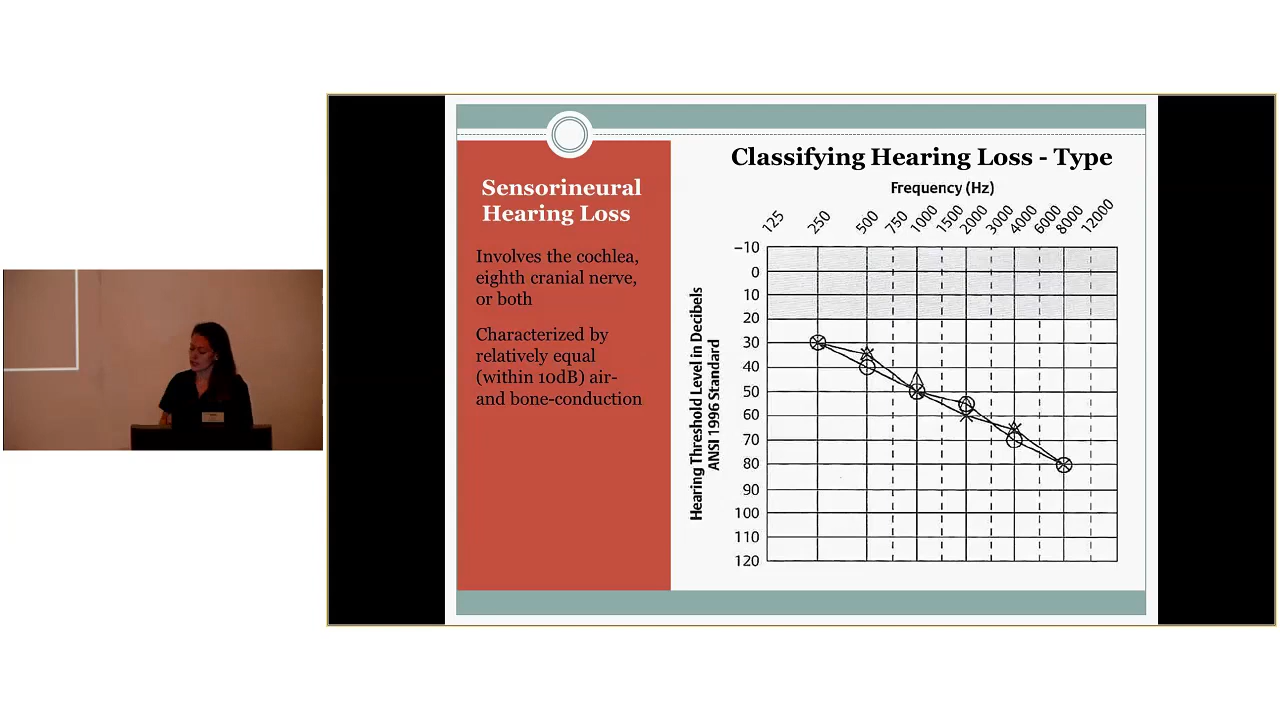 Classifying Hearing Loss - Type
Sensorineural
Hearing Loss
Involves the cochlea,
eighth cranial nerve,
or both
Characterized by
relatively equal
(within 10dB) air-
and bone-conduction
Frequency (Hz)
125 250 500 750 1000 1500 2000 3000 4000 6000 8000 12000
Hearing Threshold Level in Decibels
ANSI 1996 Standard
–10
0
10
20
30
40
50
60
70
80
90
100
110
120